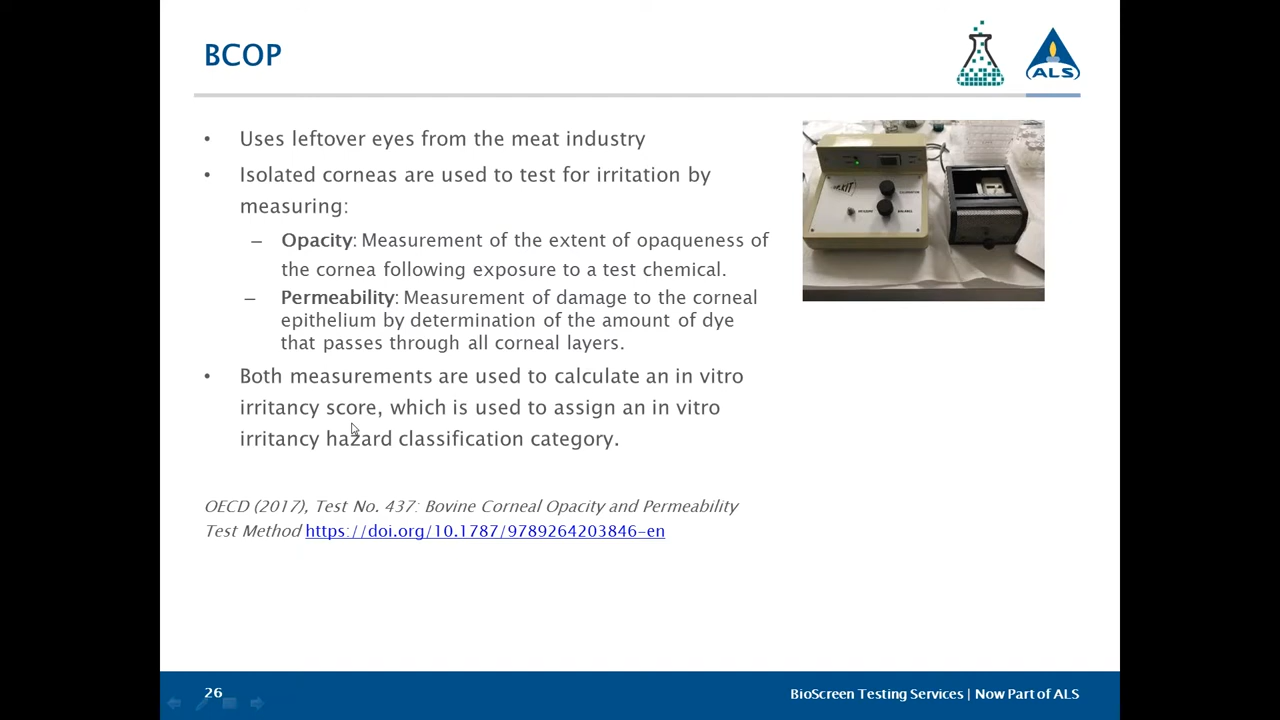 BCOP
ALS
• Uses leftover eyes from the meat industry
• Isolated corneas are used to test for irritation by
measuring:
– Opacity: Measurement of the extent of opaqueness of
the cornea following exposure to a test chemical.
– Permeability: Measurement of damage to the corneal
epithelium by determination of the amount of dye
that passes through all corneal layers.
• Both measurements are used to calculate an in vitro
irritancy score, which is used to assign an in vitro
irritancy hazard classification category.
OECD (2017), Test No. 437: Bovine Corneal Opacity and Permeability
Test Method https://doi.org/10.1787/9789264203846-en
26
BioScreen Testing Services | Now Part of ALS